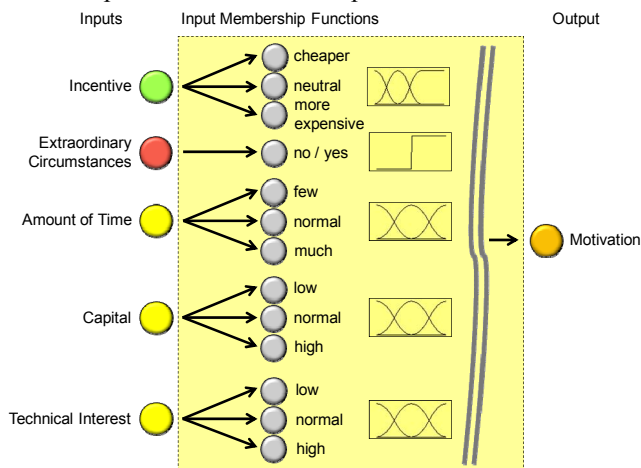 Inputs
Input Membership Functions
Output
Incentive
cheaper
neutral
more
expensive
Extraordinary
Circumstances
no / yes
Amount of Time
few
normal
much
Motivation
Capital
low
normal
high
Technical Interest
low
normal
high